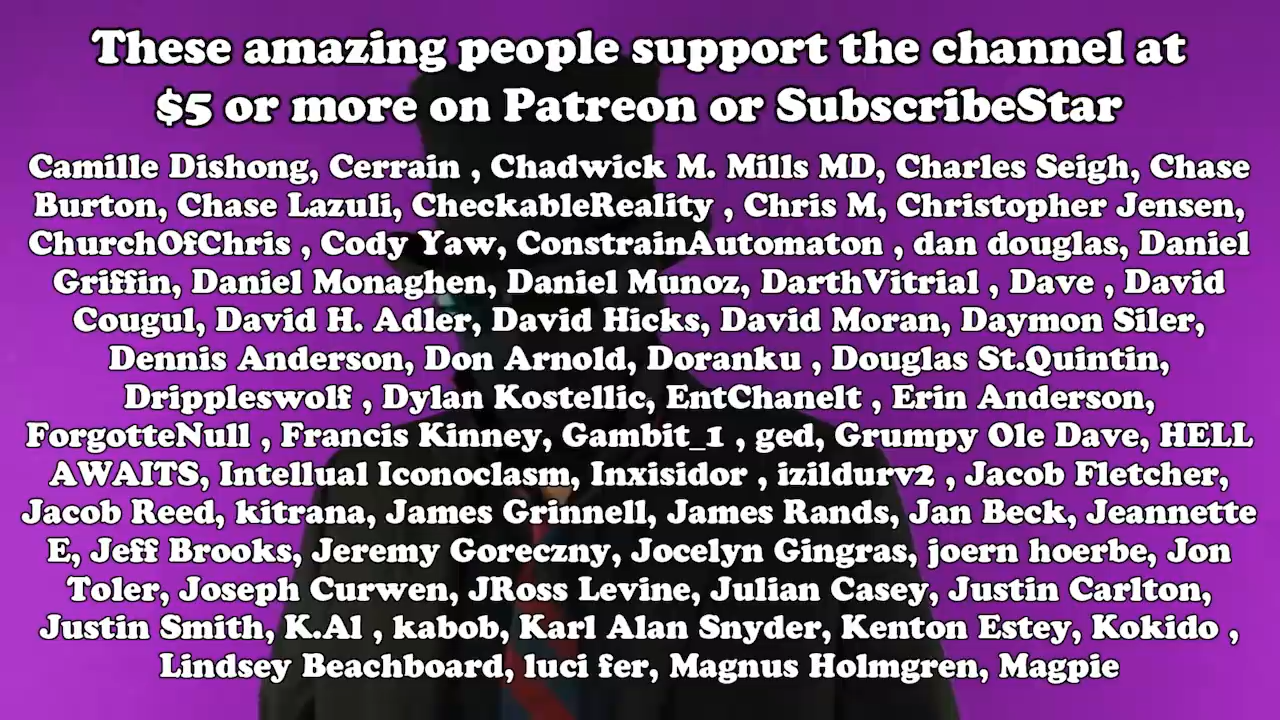 These amazing people support the channel at
$5 or more on Patreon or SubscribeStar
Camille Dishong, Cerrain , Chadwick M. Mills MD, Charles Seigh, Chase
Burton, Chase Lazuli, CheckableReality , Chris M, Christopher Jensen,
ChurchOfChris , Cody Yaw, ConstrainAutomaton , dan douglas, Daniel
Griffin, Daniel Monaghen, Daniel Munoz, DarthVitrial , Dave , David
Cougul, David H. Adler, David Hicks, David Moran, Daymon Siler,
Dennis Anderson, Don Arnold, Doranku , Douglas St.Quintin,
Drippleswolf , Dylan Kostellic, EntChanelt , Erin Anderson,
ForgotteNull , Francis Kinney, Gambit_1 , ged, Grumpy Ole Dave, HELL
AWAITS, Intellual Iconoclasm, Inxisidor , izildurv2 , Jacob Fletcher,
Jacob Reed, kitrana, James Grinnell, James Rands, Jan Beck, Jeannette
E, Jeff Brooks, Jeremy Goreczny, Jocelyn Gingras, joern hoerbe, Jon
Toler, Joseph Curwen, JRoss Levine, Julian Casey, Justin Carlton,
Justin Smith, K.Al , kabob, Karl Alan Snyder, Kenton Estey, Kokido ,
Lindsey Beachboard, luci fer, Magnus Holmgren, Magpie